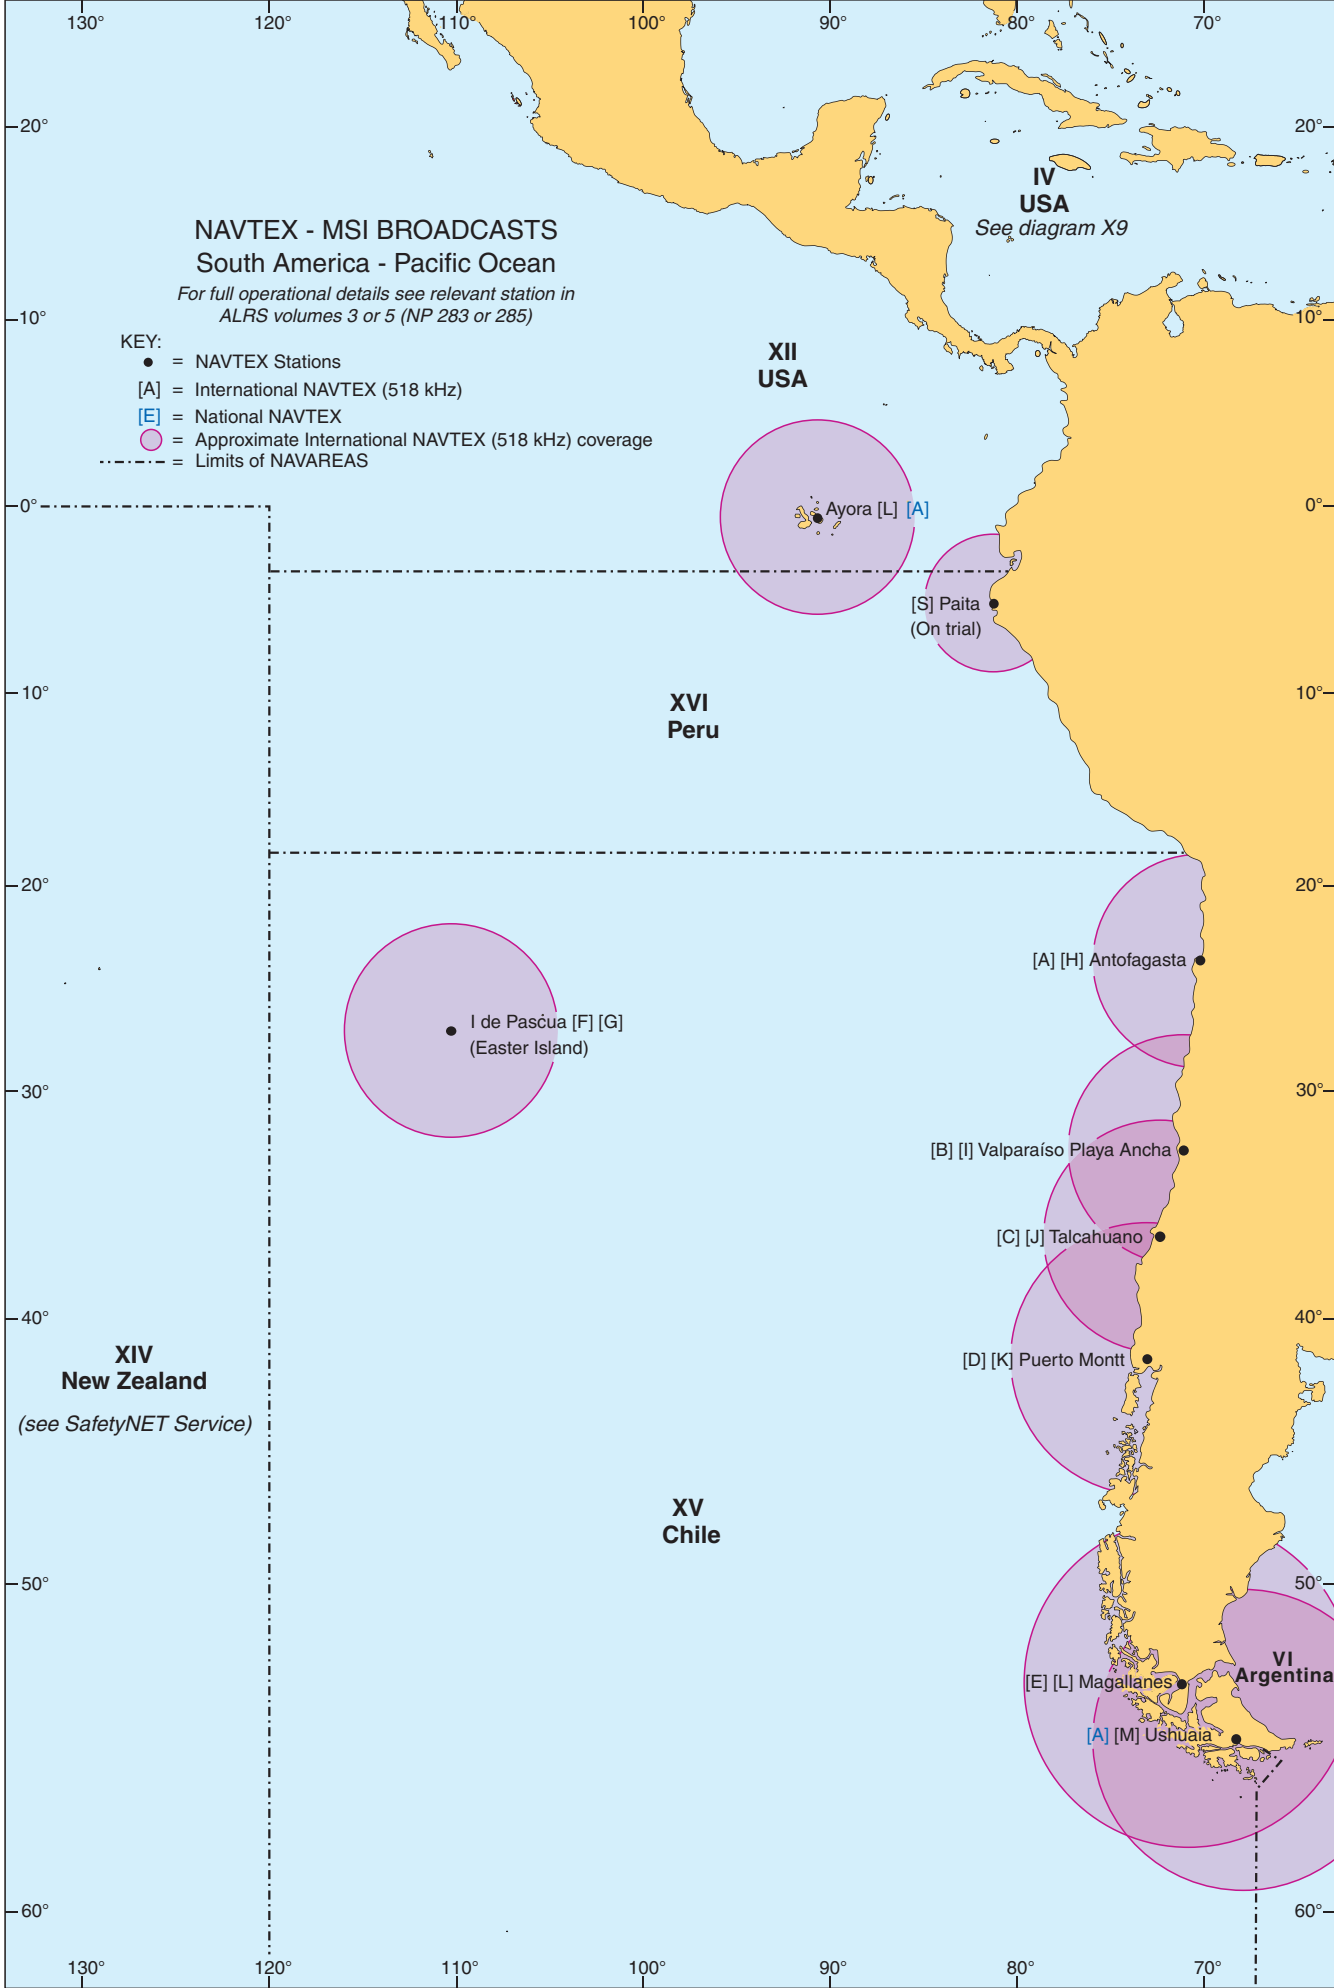 130°
120°
110°
100°
90°
80°
70°
20°
20°
IV
USA
See diagram X9
NAVTEX - MSI BROADCASTS
South America - Pacific Ocean
For full operational details see relevant station in
ALRS volumes 3 or 5 (NP 283 or 285)
10°
10°
KEY:
= NAVTEX Stations
[A] = International NAVTEX (518 kHz)
[E] = National NAVTEX
= Approximate International NAVTEX (518 kHz) coverage
= Limits of NAVAREAS
XII
USA
0°
Ayora [L] [A]
0°
[S] Paita
(On trial)
10°
10°
XVI
Peru
20°
20°
[A] [H] Antofagasta
I de Pascua [F] [G]
(Easter Island)
30°
30°
[B] [I] Valparaíso Playa Ancha
[C] [J] Talcahuano
40°
40°
XIV
New Zealand
(see SafetyNET Service)
[D] [K] Puerto Montt
XV
Chile
50°
50°
VI
Argentina
[E] [L] Magallanes
[A] [M] Ushuaia
60°
60°
130°
120°
110°
100°
90°
80°
70°